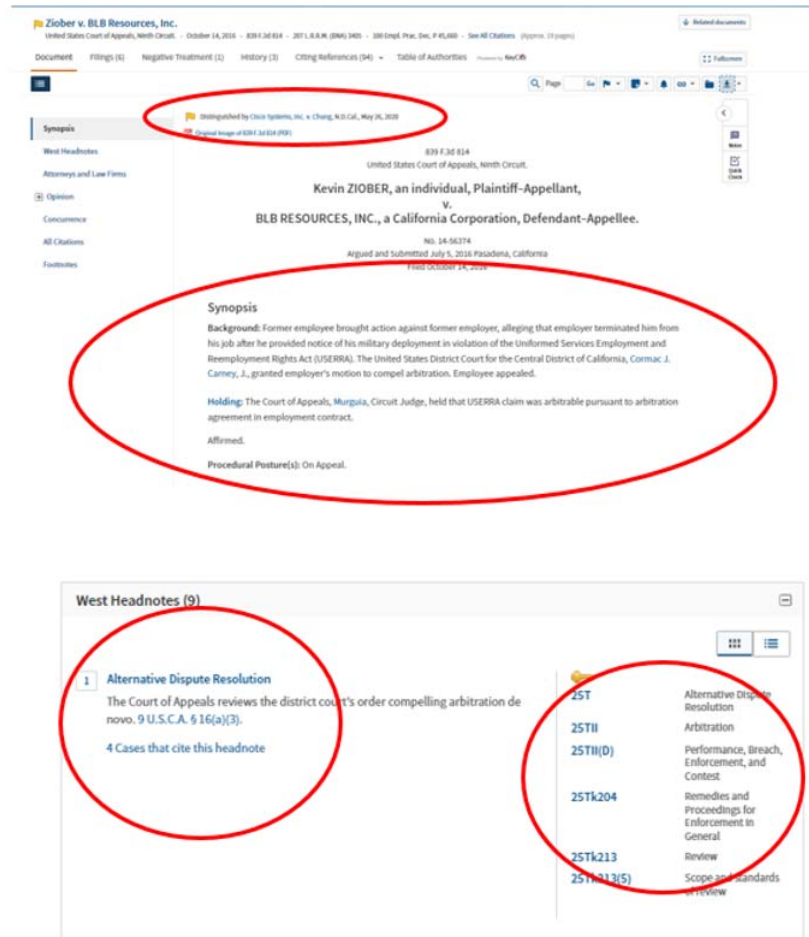 Ziober v. BLB Resources, Inc.
United States Court of Appeals, Ninth Circuit. - October 14, 2016 - 839 F.3d 814 - 207 L.R.R.M. (BNA) 3405 - 100 Empl. Prac. Dec. P 45,660 - See All Citations (Approx. 19 pages)
Related documents
Document Filings (6) Negative Treatment (1) History (3) Citing References (94) Table of Authorities Powered by KeyCite
Fullscreen
Page Go
Distinguished by Cisco Systems, Inc. v. Chung, N.D.Cal., May 26, 2020
Original Image of 839 F.3d 814 (PDF)
Synopsis
West Headnotes
Attorneys and Law Firms
Opinion
Concurrence
All Citations
Footnotes
Notes
Quick
Check
839 F.3d 814
United States Court of Appeals, Ninth Circuit.
Kevin ZIOBER, an individual, Plaintiff–Appellant,
v.
BLB RESOURCES, INC., a California Corporation, Defendant–Appellee.
No. 14-56374
Argued and Submitted July 5, 2016 Pasadena, California
Filed October 14, 2016
Synopsis
Background: Former employee brought action against former employer, alleging that employer terminated him from
his job after he provided notice of his military deployment in violation of the Uniformed Services Employment and
Reemployment Rights Act (USERRA). The United States District Court for the Central District of California, Cormac J.
Carney, J., granted employer's motion to compel arbitration. Employee appealed.
Holding: The Court of Appeals, Murguia, Circuit Judge, held that USERRA claim was arbitrable pursuant to arbitration
agreement in employment contract.
Affirmed.
Procedural Posture(s): On Appeal.
West Headnotes (9)
1 Alternative Dispute Resolution
The Court of Appeals reviews the district court's order compelling arbitration de
novo. 9 U.S.C.A. § 16(a)(3).
4 Cases that cite this headnote
25T Alternative Dispute
Resolution
25TII Arbitration
25TII(D) Performance, Breach,
Enforcement, and
Contest
25Tk204 Remedies and
Proceedings for
Enforcement in
General
25Tk213 Review
25Tk213(5) Scope and standards
of review